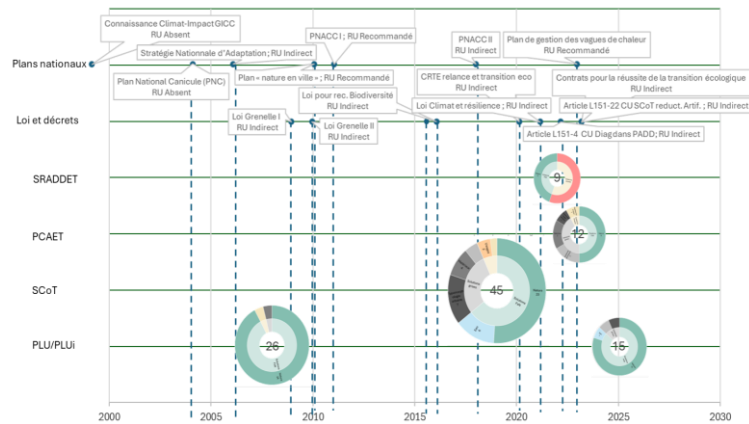 Connaissance Climat-Impact GICC
RU Absent
Stratégie Nationnale d'Adaptation ; RU Indirect
PNACC I ; RU Recommandé
PNACC II
RU Indirect
Plan de gestion des vagues de chaleur
RU Recommandé
Plans nationaux
Plan National Canicule (PNC)
RU Absent
Plan « nature en ville » ; RU Recommandé
CRTE relance et transition eco
RU Indirect
Contrats pour la réussite de la transition écologique
RU Indirect
Loi pour rec. Biodiversité
RU Indirect
Loi Climat et résilience ; RU Indirect
Article L151-22 CU SCoT reduct. Artif. ; RU Indirect
Loi et décrets
Loi Grenelle I
RU Indirect
Loi Grenelle II
RU Indirect
Article L151-4 CU Diag dans PADD; RU Indirect
SRADDET
9
PCAET
12
SCoT
45
PLU/PLUi
26
15
2000
2005
2010
2015
2020
2025
2030